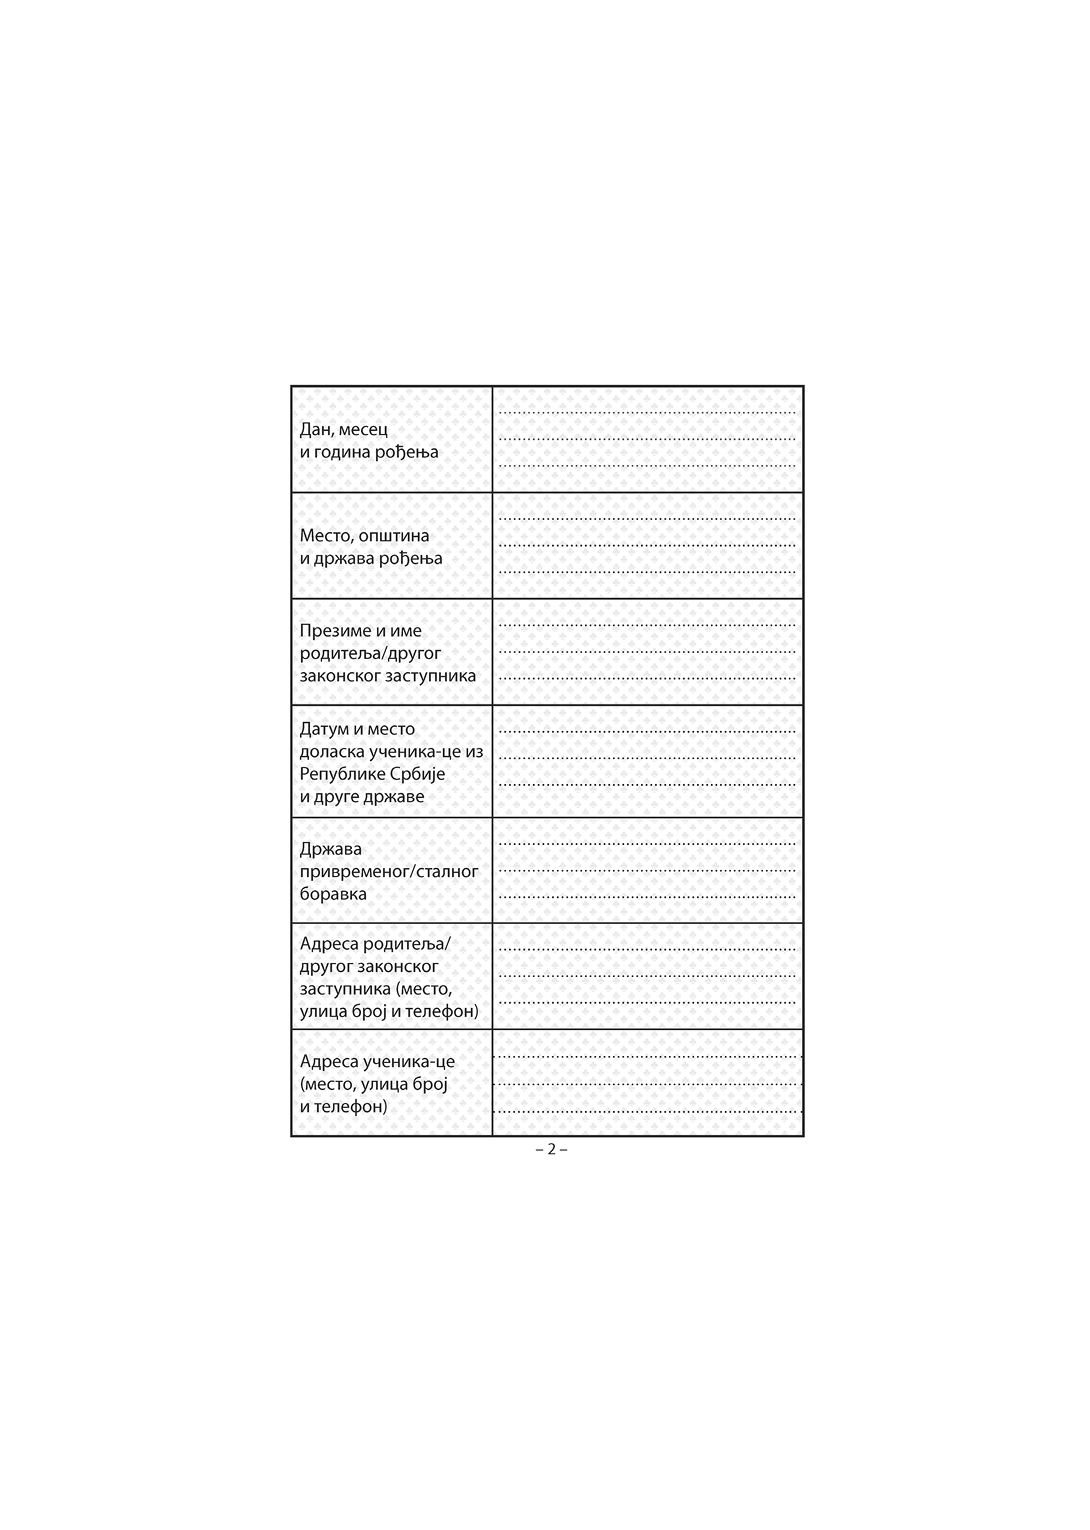 Дан, месец
и година рођења
Место, општина
и држава рођења
Презиме и име
родитеља/другог
законског заступника
Датум и место
доласка ученика-це из
Републике Србије
и друге државе
Држава
привременог/сталног
боравка
Адреса родитеља/
другог законског
заступника (место,
улица број и телефон)
Адреса ученика-це
(место, улица број
и телефон)
– 2 –